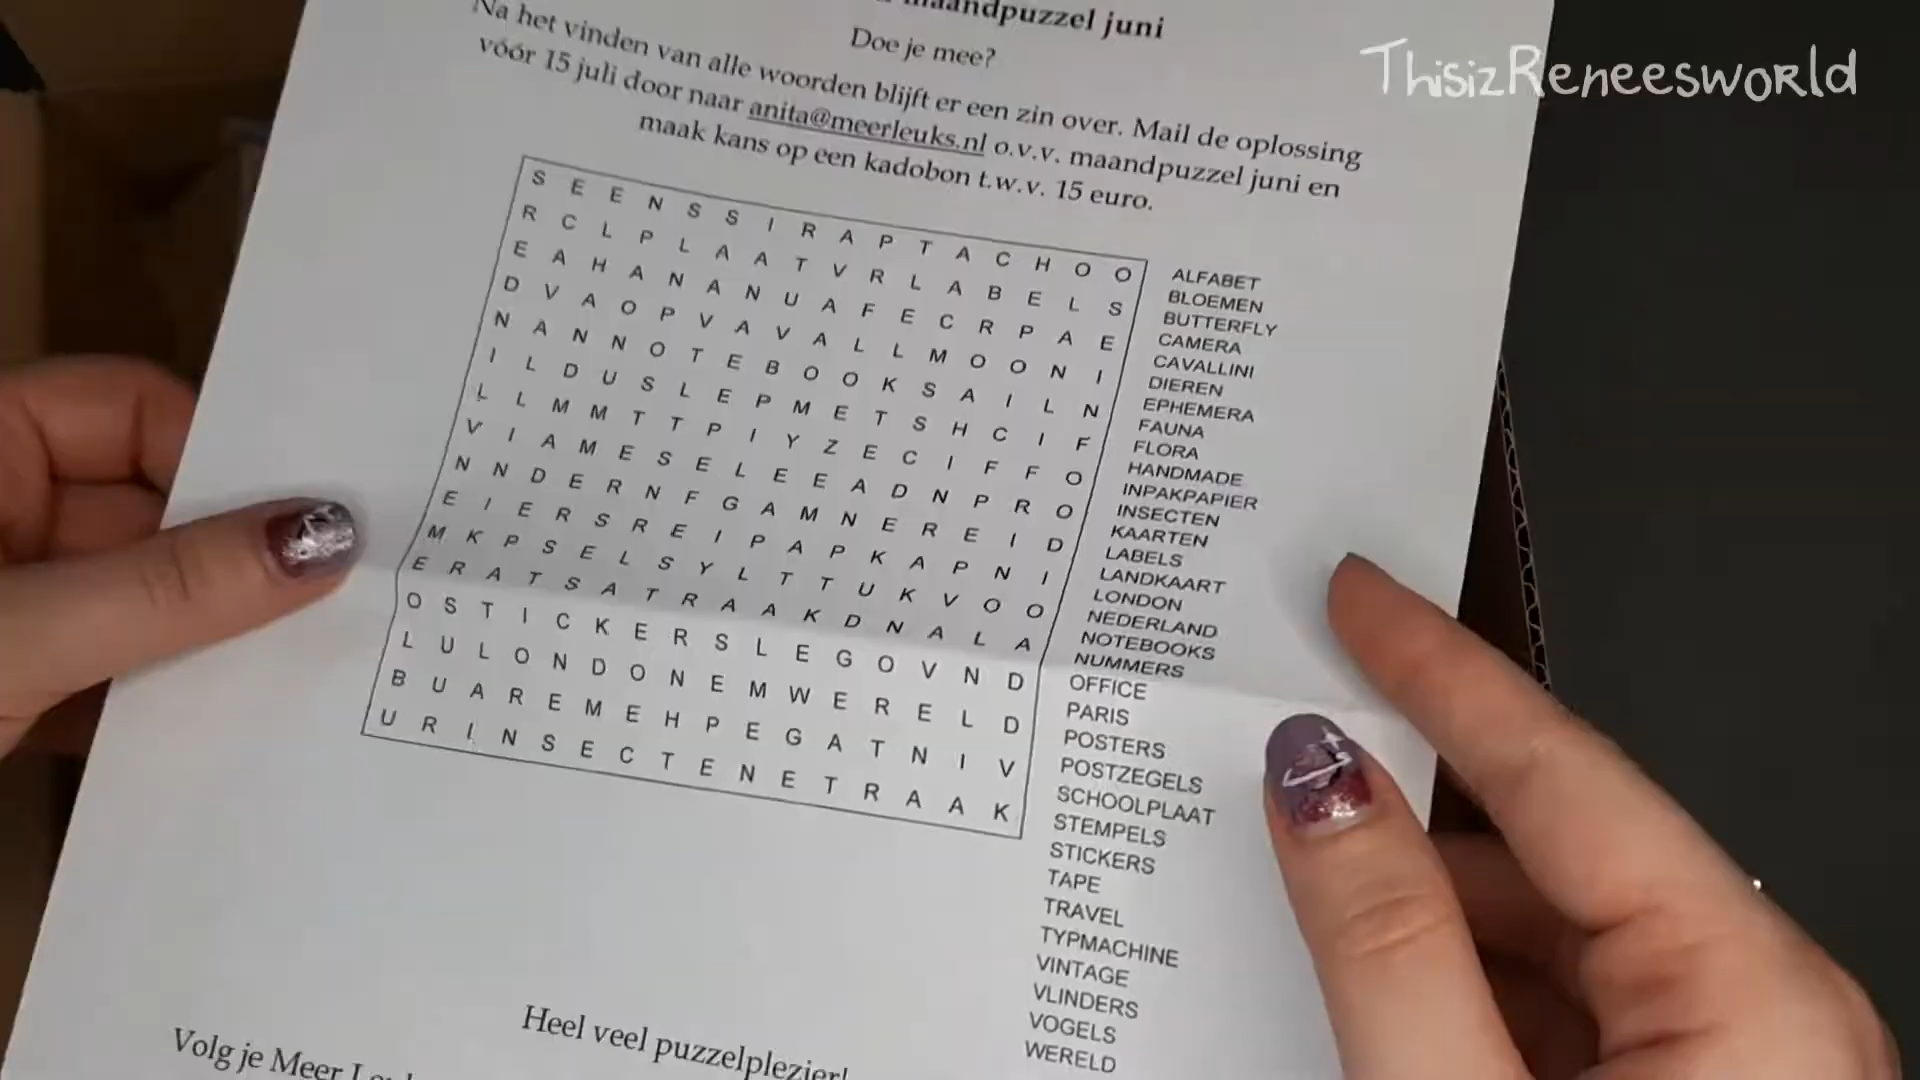 maandpuzzel juni
Doe je mee?
Na het vinden van alle woorden blijft er een zin over. Mail de oplossing
vóór 15 juli door naar anita@meerleuks.nl o.v.v. maandpuzzel juni en
maak kans op een kadobon t.w.v. 15 euro.
ThisizReneesworld
S E E N S S I R A P T A C H O O
R C L P L A A T V R L A B E L S
E A H A N A N U A F E C R P A E
D V A O P V A V A L L M O O N I
N A N N O T E B O O K S A I L N
I L D U S L E P M E T S H C I F
L L M M T T P I Y Z E C I F F O
V I A M E S E L E E A D N P R O
N N D E R N F G A M N E R E I D
E I E R S R E I P A P K A P N I
M K P S E L S Y L T T U K V O O
E R A T S A T R A A K D N A L A
O S T I C K E R S L E G O V N D
L U L O N D O N E M W E R E L D
B U A R E M E H P E G A T N I V
U R I N S E C T E N E T R A A K
ALFABET
BLOEMEN
BUTTERFLY
CAMERA
CAVALLINI
DIEREN
EPHEMERA
FAUNA
FLORA
HANDMADE
INPAKPAPIER
INSECTEN
KAARTEN
LABELS
LANDKAART
LONDON
NEDERLAND
NOTEBOOKS
NUMMERS
OFFICE
PARIS
POSTERS
POSTZEGELS
SCHOOLPLAAT
STEMPELS
STICKERS
TAPE
TRAVEL
TYPMACHINE
VINTAGE
VLINDERS
VOGELS
WERELD
Heel veel puzzelplezier!
Volg je Meer